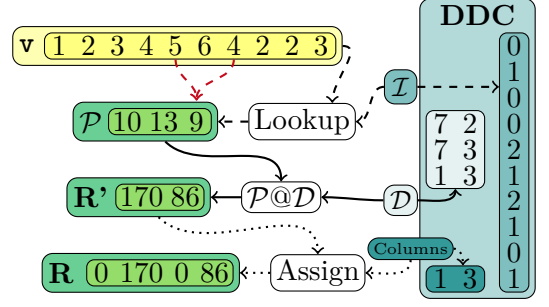 DDC
v 1 2 3 4 5 6 4 2 2 3
𝒫 10 13 9
Lookup
ℐ
R' 170 86
𝒫@𝒟
𝒟
7 2
7 3
1 3
R 0 170 0 86
Assign
Columns
1 3
0
1
0
0
2
1
2
1
0
1